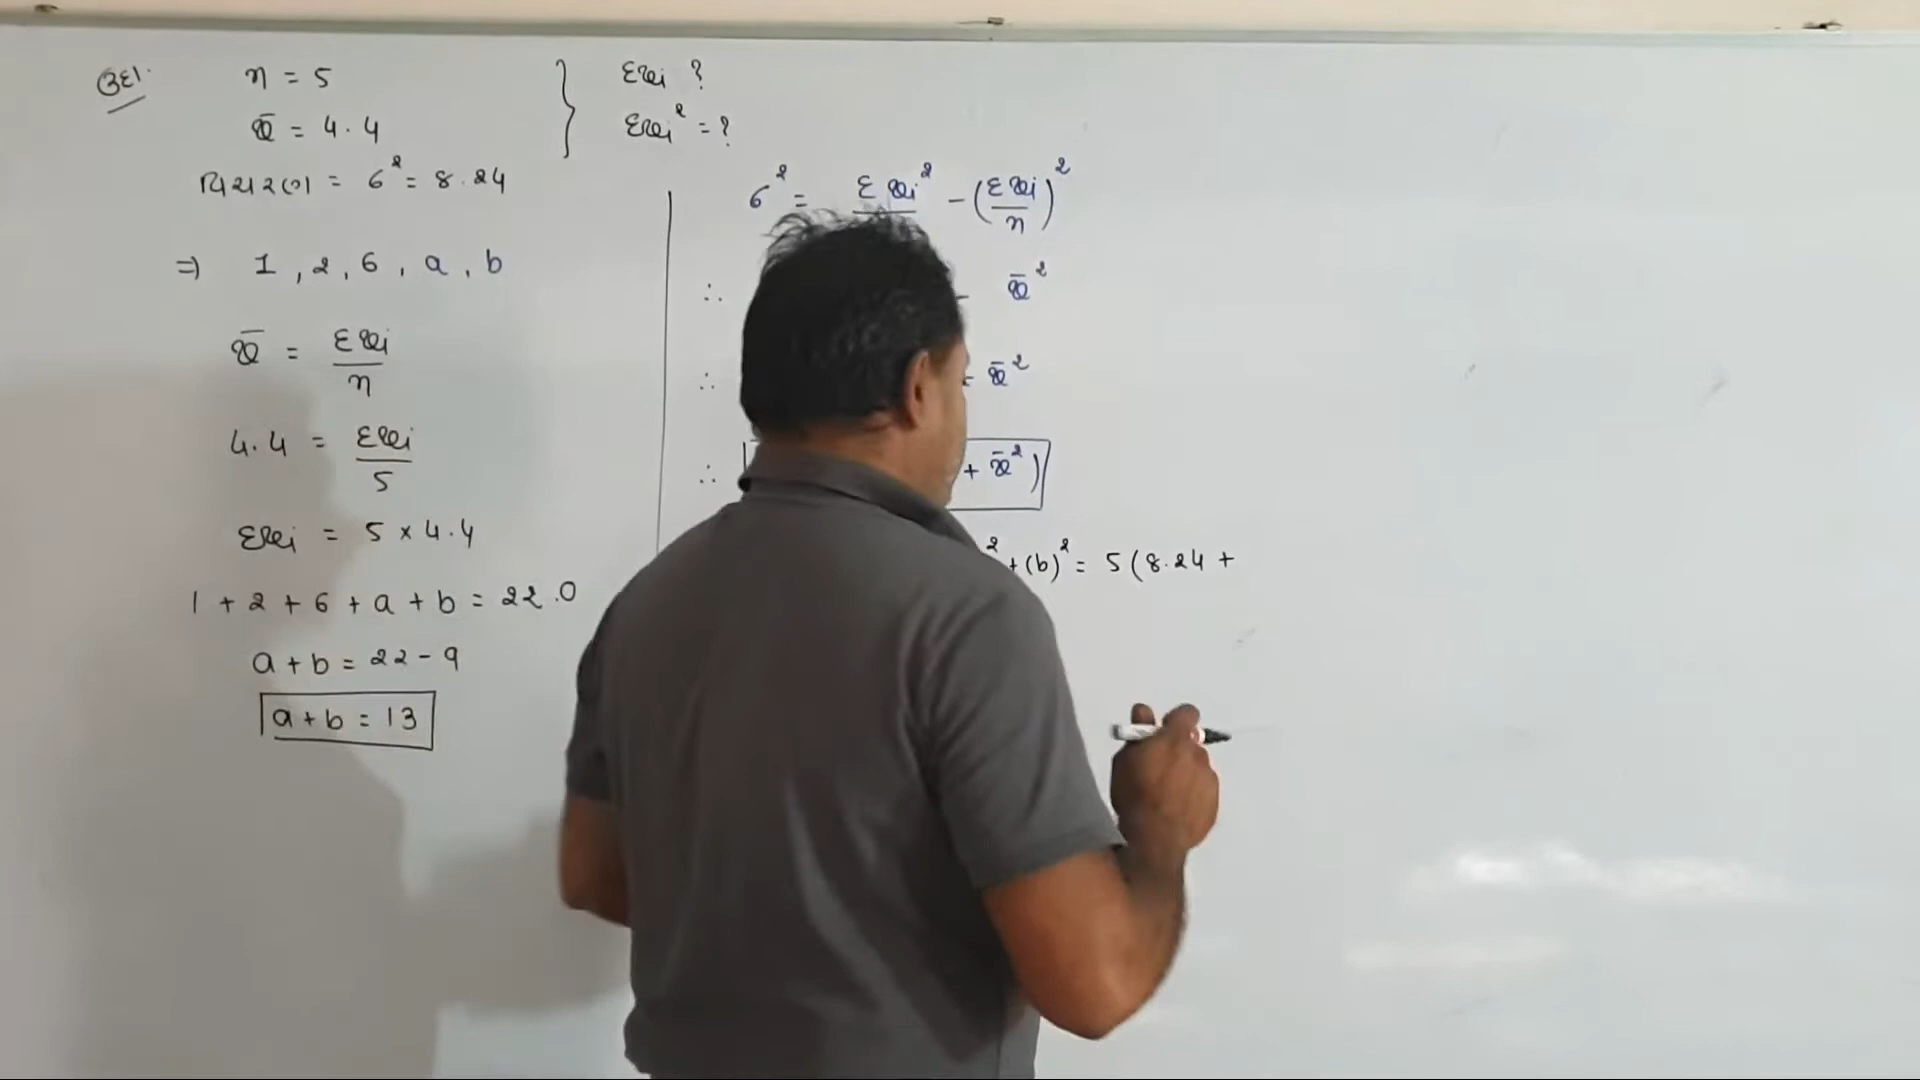 ઉદા.
n = 5
x̄ = 4.4
વિચરણ = σ² = 8.24
⇒ 1, 2, 6, a, b
x̄ = Σxi / n
4.4 = Σxi / 5
Σxi = 5 × 4.4
1 + 2 + 6 + a + b = 22.0
a + b = 22 - 9
a + b = 13
} Σxi ?
Σxi² = ?
σ² = Σxi² - (Σxi / n)²
∴ - x̄²
∴ - x̄²
∴ + x̄²)
² + (b)² = 5(8.24 +